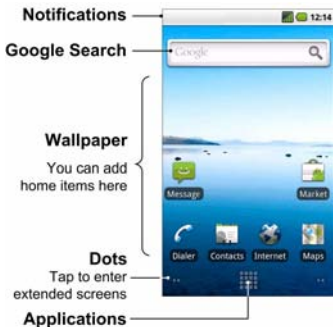 Notifications
12:14
Google Search
Google
Wallpaper
You can add
home items here
Message
Market
Dialer
Contacts
Internet
Maps
Dots
Tap to enter
extended screens
Applications